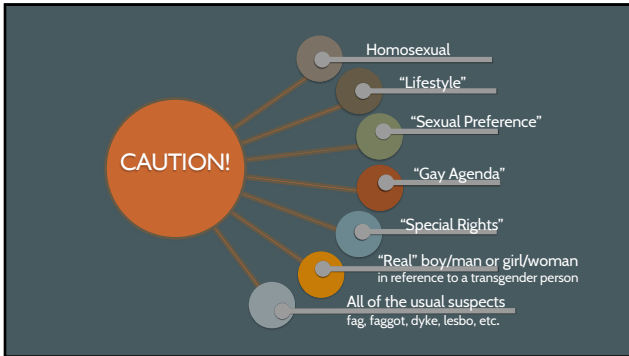 Homosexual
“Lifestyle”
“Sexual Preference”
CAUTION!
“Gay Agenda”
“Special Rights”
“Real” boy/man or girl/woman
in reference to a transgender person
All of the usual suspects
fag, faggot, dyke, lesbo, etc.